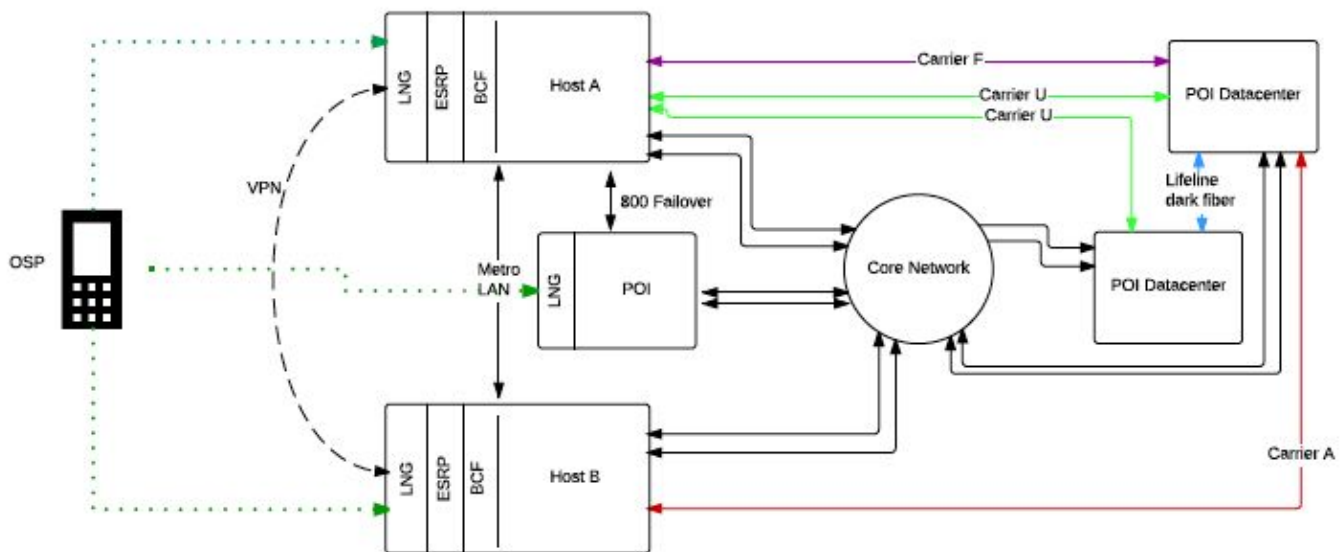 LNG
ESRP
BCF
Host A
Carrier F
Carrier U
Carrier U
POI Datacenter
VPN
800 Failover
Lifeline
dark fiber
OSP
Metro
LAN
LNG
POI
Core Network
POI Datacenter
LNG
ESRP
BCF
Host B
Carrier A